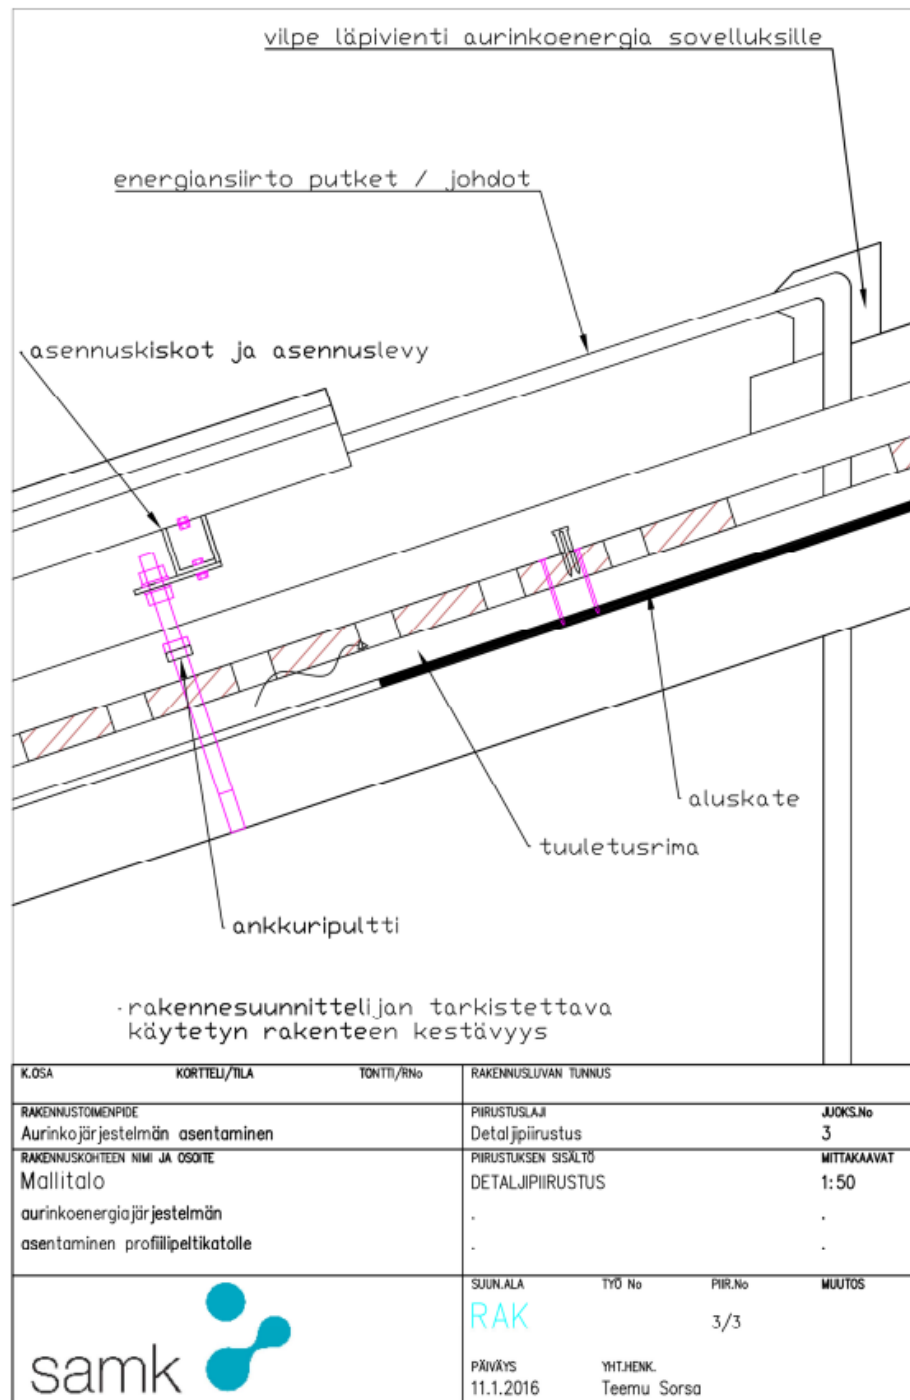 vilpe läpivienti aurinkoenergia sovelluksille
energiansiirto putket / johdot
asennuskiskot ja asennuslevy
aluskate
tuuletusrima
ankkuripultti
-rakennesuunnittelijan tarkistettava
käytetyn rakenteen kestävyys
K.OSA KORTTELI/TILA TONTTI/RNo RAKENNUSLUVAN TUNNUS
RAKENNUSTOIMENPIDE PIIRUSTUSLAJI JUOKS.No
Aurinkojärjestelmän asentaminen Detaljipiirustus 3
RAKENNUSKOHTEEN NIMI JA OSOITE PIIRUSTUKSEN SISÄLTÖ MITTAKAAVAT
Mallitalo DETALJIPIIRUSTUS 1:50
aurinkoenergiajärjestelmän . .
asentaminen profiilipeltikatolle . .
SUUN.ALA TYÖ No PIIR.No MUUTOS
RAK 3/3
samk
PÄIVÄYS YHT.HENK.
11.1.2016 Teemu Sorsa